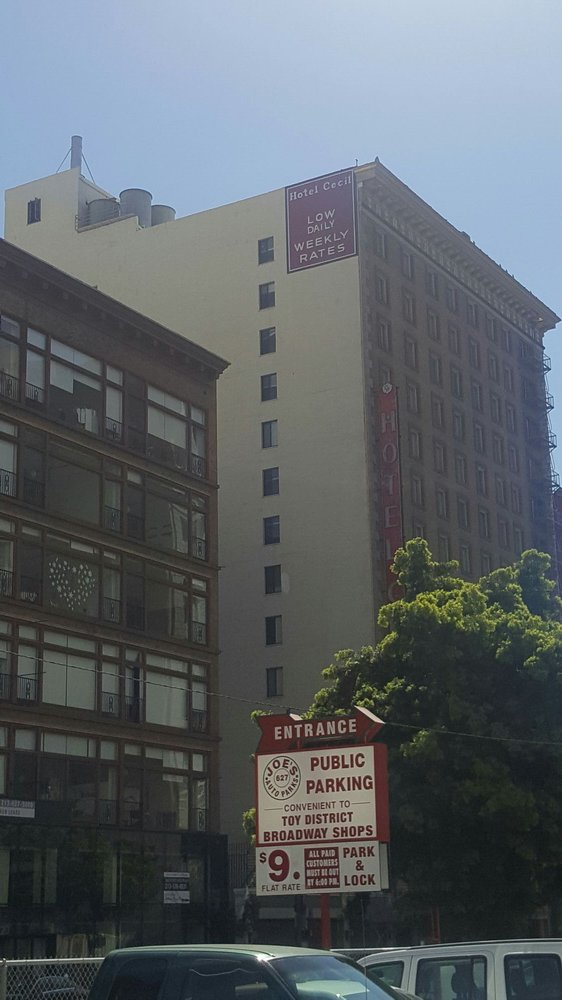 Hotel Cecil
LOW
DAILY
WEEKLY
RATES
HOTEL
ENTRANCE
JOE'S
627
AUTO PARKS
PUBLIC
PARKING
CONVENIENT TO
TOY DISTRICT
BROADWAY SHOPS
$9.
FLAT RATE
ALL PAID
CUSTOMERS
MUST BE OUT
BY 6:00 PM.
PARK
&
LOCK